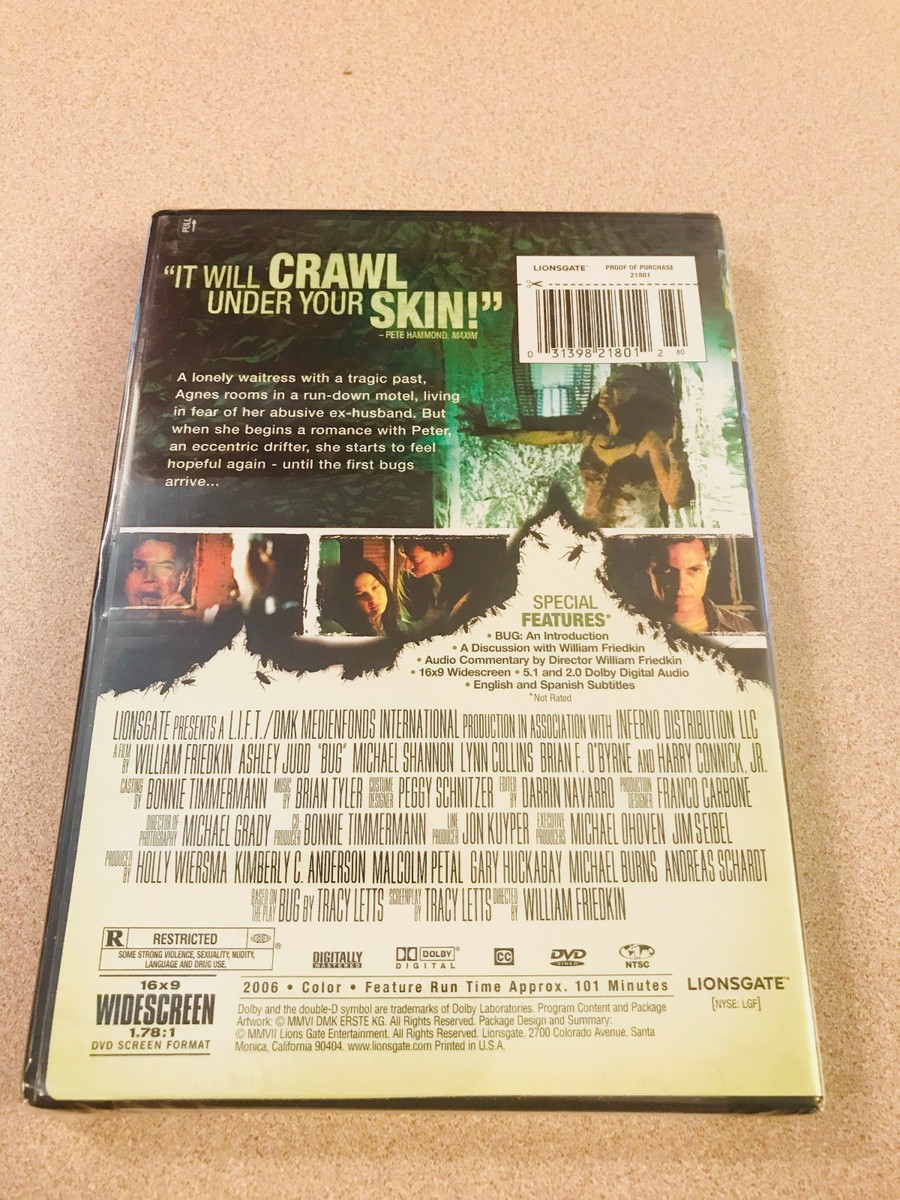 PULL
"IT WILL CRAWL
UNDER YOUR SKIN!"
– PETE HAMMOND, MAXIM
LIONSGATE™ PROOF OF PURCHASE
21801
0 31398 21801 2 80
A lonely waitress with a tragic past,
Agnes rooms in a run-down motel, living
in fear of her abusive ex-husband. But
when she begins a romance with Peter,
an eccentric drifter, she starts to feel
hopeful again - until the first bugs
arrive...
SPECIAL
FEATURES*
• BUG: An Introduction
• A Discussion with William Friedkin
• Audio Commentary by Director William Friedkin
• 16x9 Widescreen • 5.1 and 2.0 Dolby Digital Audio
• English and Spanish Subtitles
*Not Rated
LIONSGATE PRESENTS A L.I.F.T./DMK MEDIENFONDS INTERNATIONAL PRODUCTION IN ASSOCIATION WITH INFERNO DISTRIBUTION LLC
A FILM BY WILLIAM FRIEDKIN ASHLEY JUDD "BUG" MICHAEL SHANNON LYNN COLLINS BRIAN F. O'BYRNE AND HARRY CONNICK, JR.
CASTING BY BONNIE TIMMERMANN MUSIC BY BRIAN TYLER COSTUME DESIGNER PEGGY SCHNITZER EDITED BY DARRIN NAVARRO PRODUCTION DESIGNER FRANCO CARBONE
DIRECTOR OF PHOTOGRAPHY MICHAEL GRADY CO-PRODUCER BONNIE TIMMERMANN LINE PRODUCER JON KUYPER EXECUTIVE PRODUCERS MICHAEL OHOVEN JIM SEIBEL
PRODUCED BY HOLLY WIERSMA KIMBERLY C. ANDERSON MALCOLM PETAL GARY HUCKABAY MICHAEL BURNS ANDREAS SCHARDT
BASED ON THE PLAY BUG BY TRACY LETTS SCREENPLAY BY TRACY LETTS DIRECTED BY WILLIAM FRIEDKIN
R RESTRICTED ®
SOME STRONG VIOLENCE, SEXUALITY, NUDITY,
LANGUAGE AND DRUG USE.
DIGITALLY MASTERED
DOLBY DIGITAL
CC
DVD VIDEO
NTSC
16x9
WIDESCREEN
1.78:1
DVD SCREEN FORMAT
2006 • Color • Feature Run Time Approx. 101 Minutes
Dolby and the double-D symbol are trademarks of Dolby Laboratories. Program Content and Package
Artwork: © MMVI DMK ERSTE KG. All Rights Reserved. Package Design and Summary:
© MMVII Lions Gate Entertainment. All Rights Reserved. Lionsgate, 2700 Colorado Avenue, Santa
Monica, California 90404. www.lionsgate.com Printed in U.S.A.
LIONSGATE™
[NYSE: LGF]